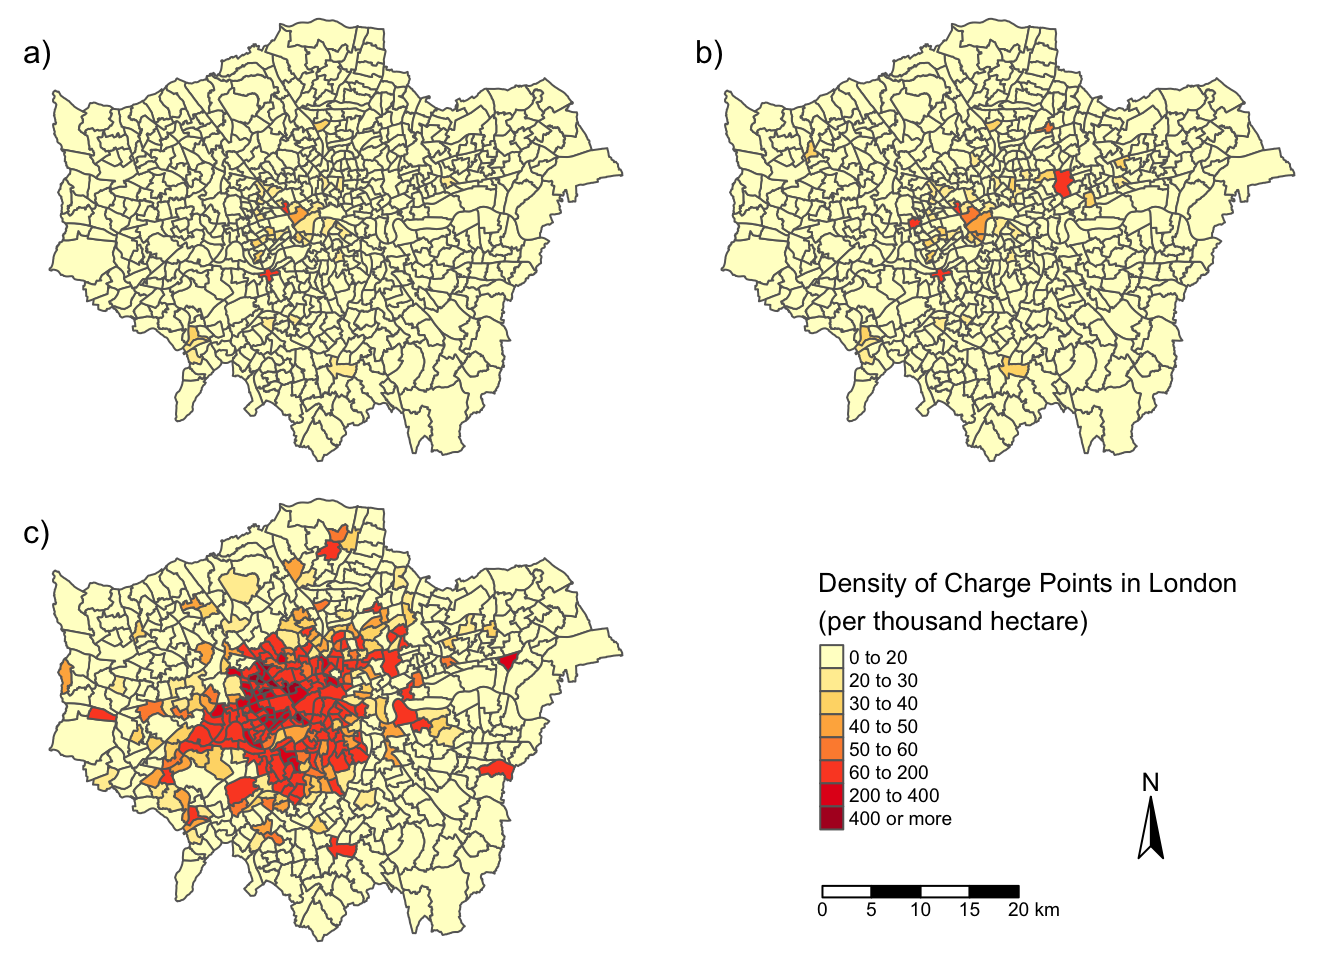 a)
b)
c)
Density of Charge Points in London
(per thousand hectare)
0 to 20
20 to 30
30 to 40
40 to 50
50 to 60
60 to 200
200 to 400
400 or more
N
0 5 10 15 20 km